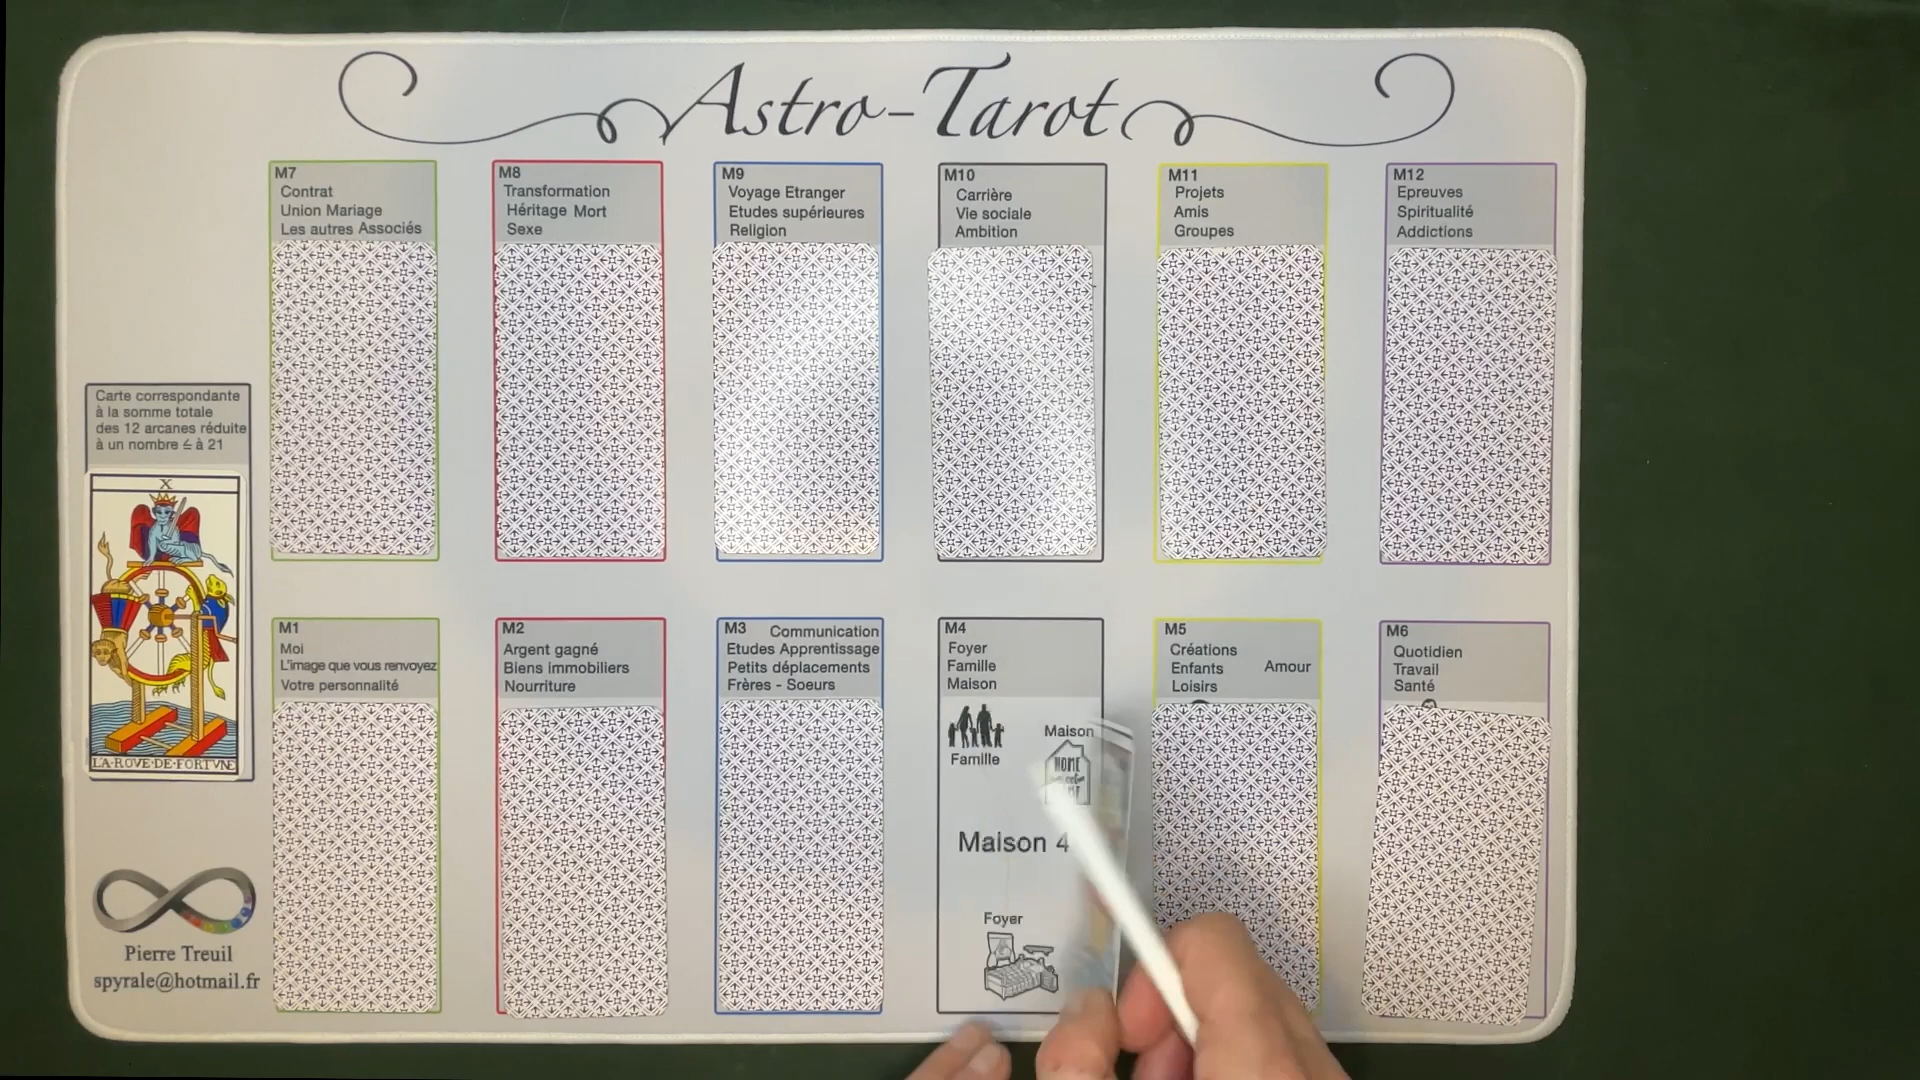 Astro-Tarot
M7
Contrat
Union Mariage
Les autres Associés
M8
Transformation
Héritage Mort
Sexe
M9
Voyage Etranger
Etudes supérieures
Religion
M10
Carrière
Vie sociale
Ambition
M11
Projets
Amis
Groupes
M12
Epreuves
Spiritualité
Addictions
Carte correspondante
à la somme totale
des 12 arcanes réduite
à un nombre ≤ à 21
X
LA·ROVE·DE·FORTVNE
M1
Moi
L'image que vous renvoyez
Votre personnalité
M2
Argent gagné
Biens immobiliers
Nourriture
M3 Communication
Etudes Apprentissage
Petits déplacements
Frères - Soeurs
M4
Foyer
Famille
Maison
Maison
HOME
Famille
Maison 4
Foyer
M5
Créations
Enfants Amour
Loisirs
M6
Quotidien
Travail
Santé
Pierre Treuil
spyrale@hotmail.fr